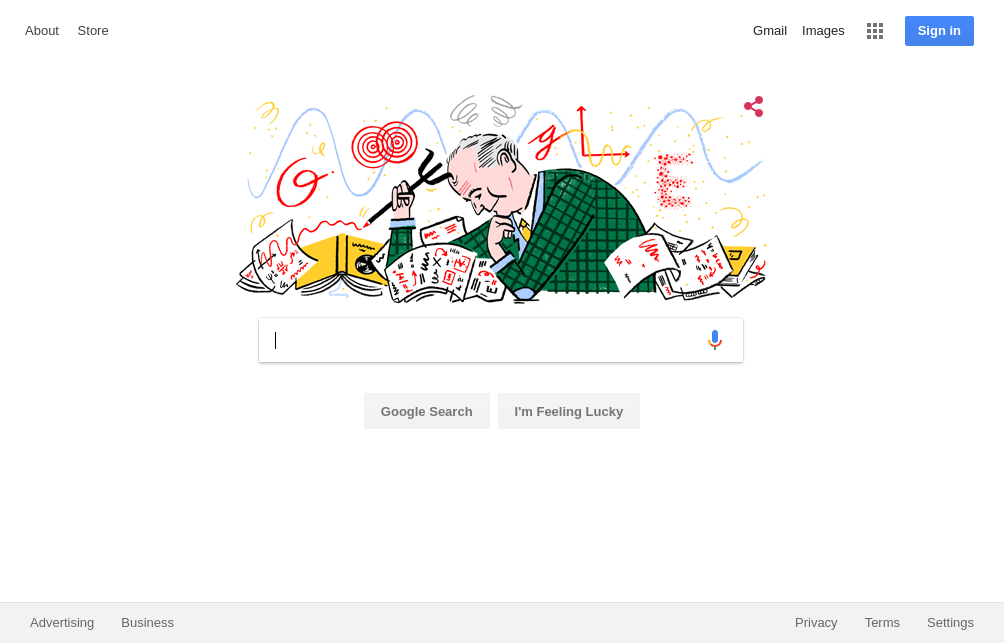 About Store Gmail Images Sign in
Google Search I'm Feeling Lucky
Advertising Business Privacy Terms Settings